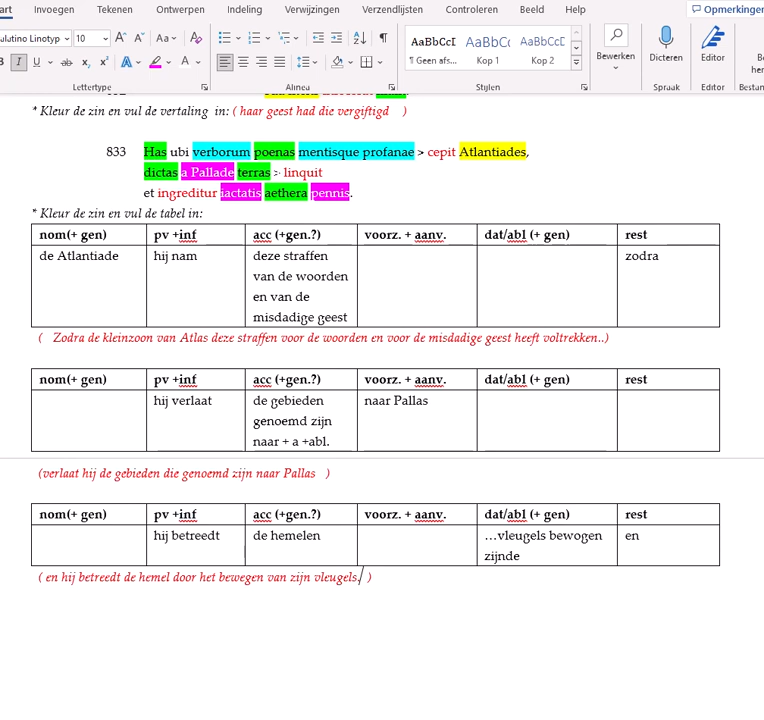 art Invoegen Tekenen Ontwerpen Indeling Verwijzingen Verzendlijsten Controleren Beeld Help Opmerkingen
alatino Linotyp 10 A A Aa A
B I U ab x₂ x² A A
AaBbCcI AaBbCc AaBbCcE
¶ Geen afs... Kop 1 Kop 2
Bewerken Dicteren Editor
Lettertype Alinea Stijlen Spraak Editor
* Kleur de zin en vul de vertaling in: ( haar geest had die vergiftigd )
833 Has ubi verborum poenas mentisque profanae > cepit Atlantiades,
dictas a Pallade terras > linquit
et ingreditur iactatis aethera pennis.
* Kleur de zin en vul de tabel in:
nom(+ gen) pv +inf acc (+gen.?) voorz. + aanv. dat/abl (+ gen) rest
de Atlantiade hij nam deze straffen zodra
van de woorden
en van de
misdadige geest
( Zodra de kleinzoon van Atlas deze straffen voor de woorden en voor de misdadige geest heeft voltrekken..)
nom(+ gen) pv +inf acc (+gen.?) voorz. + aanv. dat/abl (+ gen) rest
hij verlaat de gebieden naar Pallas
genoemd zijn
naar + a +abl.
(verlaat hij de gebieden die genoemd zijn naar Pallas )
nom(+ gen) pv +inf acc (+gen.?) voorz. + aanv. dat/abl (+ gen) rest
hij betreedt de hemelen …vleugels bewogen en
zijnde
( en hij betreedt de hemel door het bewegen van zijn vleugels. )